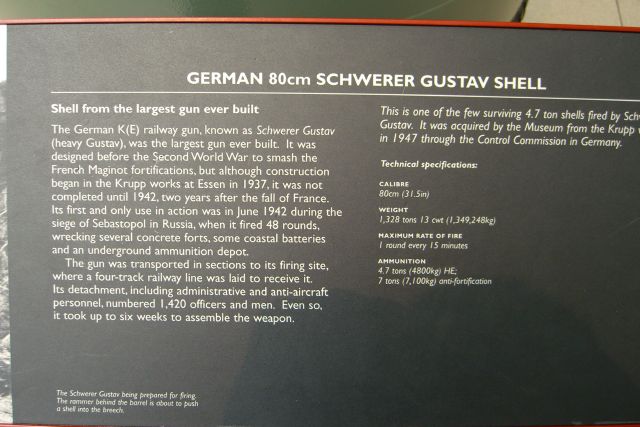 GERMAN 80cm SCHWERER GUSTAV SHELL
Shell from the largest gun ever built
The German K(E) railway gun, known as Schwerer Gustav
(heavy Gustav), was the largest gun ever built. It was
designed before the Second World War to smash the
French Maginot fortifications, but although construction
began in the Krupp works at Essen in 1937, it was not
completed until 1942, two years after the fall of France.
Its first and only use in action was in June 1942 during the
siege of Sebastopol in Russia, when it fired 48 rounds,
wrecking several concrete forts, some coastal batteries
and an underground ammunition depot.
The gun was transported in sections to its firing site,
where a four-track railway line was laid to receive it.
Its detachment, including administrative and anti-aircraft
personnel, numbered 1,420 officers and men. Even so,
it took up to six weeks to assemble the weapon.
The Schwerer Gustav being prepared for firing.
The rammer behind the barrel is about to push
a shell into the breech.
This is one of the few surviving 4.7 ton shells fired by
Gustav. It was acquired by the Museum from the Krupp
in 1947 through the Control Commission in Germany.
Technical specifications:
CALIBRE
80cm (31.5in)
WEIGHT
1,328 tons 13 cwt (1,349,248kg)
MAXIMUM RATE OF FIRE
1 round every 15 minutes
AMMUNITION
4.7 tons (4800kg) HE;
7 tons (7,100kg) anti-fortification